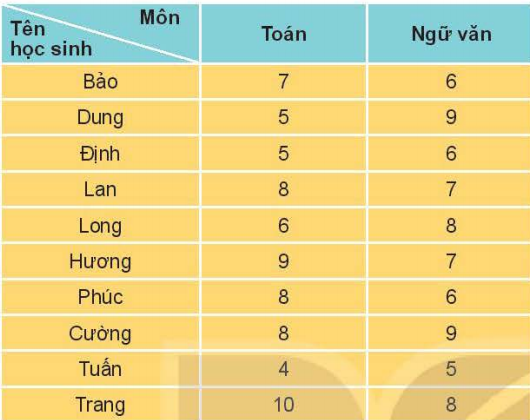 Môn
Tên học sinh Toán Ngữ văn
Bảo 7 6
Dung 5 9
Định 5 6
Lan 8 7
Long 6 8
Hương 9 7
Phúc 8 6
Cường 8 9
Tuấn 4 5
Trang 10 8